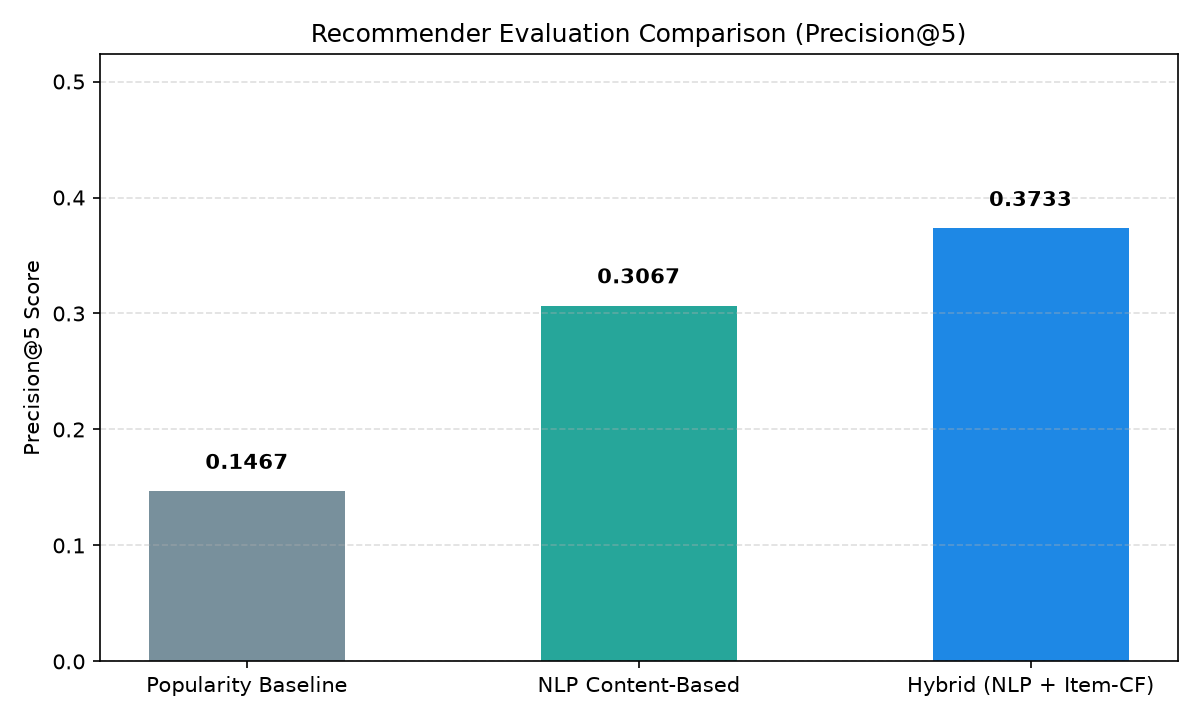 Recommender Evaluation Comparison (Precision@5)
Precision@5 Score
0.5
0.4
0.3
0.2
0.1
0.0
0.1467
0.3067
0.3733
Popularity Baseline
NLP Content-Based
Hybrid (NLP + Item-CF)